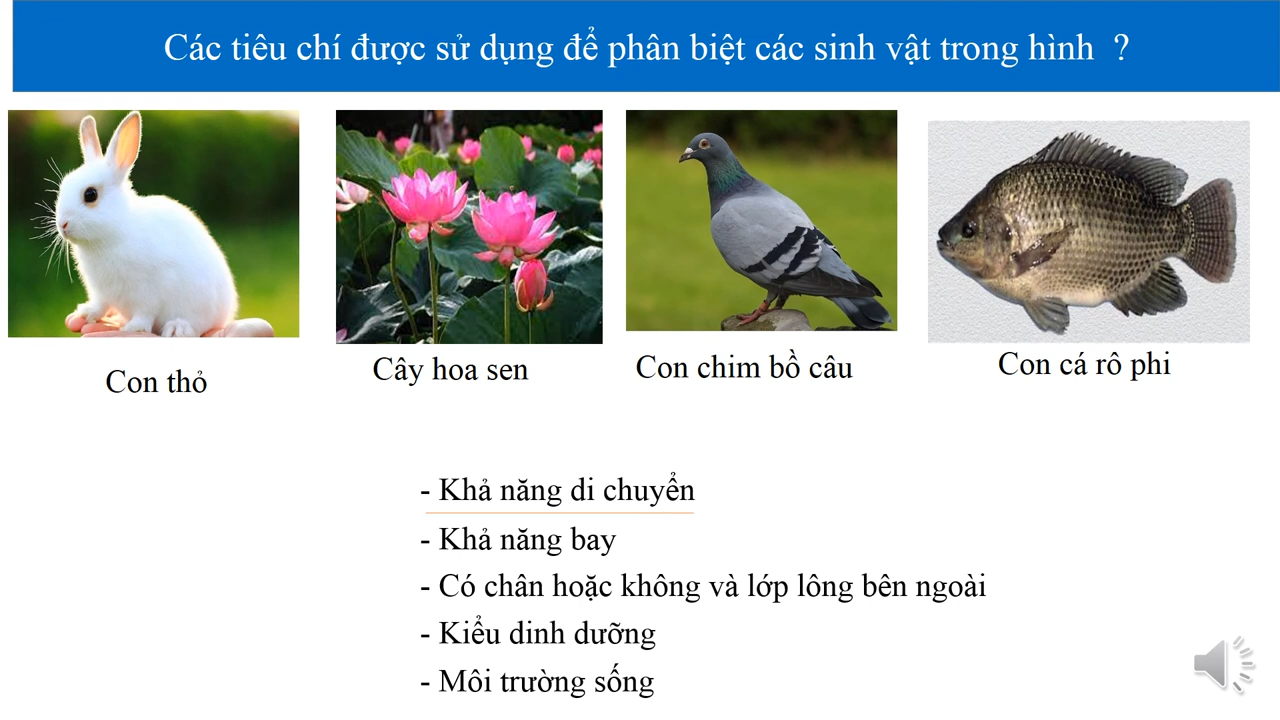 Các tiêu chí được sử dụng để phân biệt các sinh vật trong hình ?
Con thỏ
Cây hoa sen
Con chim bồ câu
Con cá rô phi
- Khả năng di chuyển
- Khả năng bay
- Có chân hoặc không và lớp lông bên ngoài
- Kiểu dinh dưỡng
- Môi trường sống